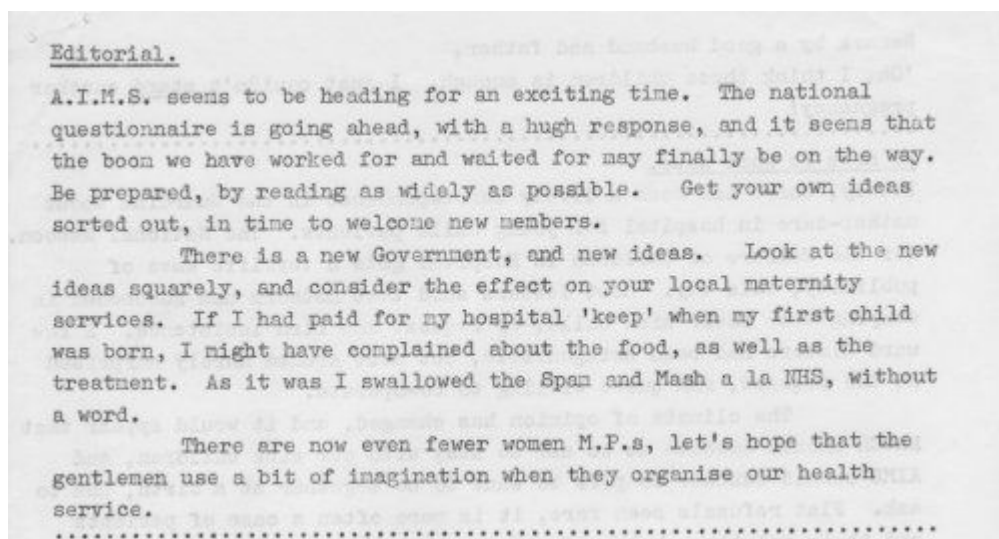 Editorial.
A.I.M.S. seems to be heading for an exciting time. The national
questionnaire is going ahead, with a hugh response, and it seems that
the boom we have worked for and waited for may finally be on the way.
Be prepared, by reading as widely as possible. Get your own ideas
sorted out, in time to welcome new members.
There is a new Government, and new ideas. Look at the new
ideas squarely, and consider the effect on your local maternity
services. If I had paid for my hospital 'keep' when my first child
was born, I might have complained about the food, as well as the
treatment. As it was I swallowed the Spam and Mash a la NHS, without
a word.
There are now even fewer women M.P.s, let's hope that the
gentlemen use a bit of imagination when they organise our health
service.